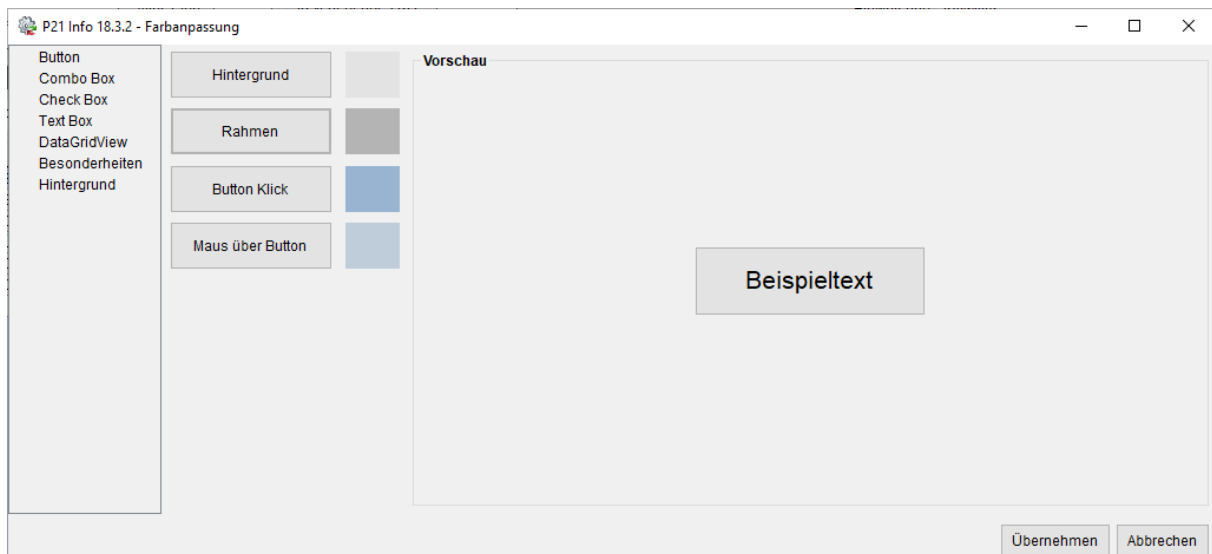 P21 Info 18.3.2 - Farbanpassung
Button
Combo Box
Check Box
Text Box
DataGridView
Besonderheiten
Hintergrund
Hintergrund
Rahmen
Button Klick
Maus über Button
Vorschau
Beispieltext
Übernehmen
Abbrechen